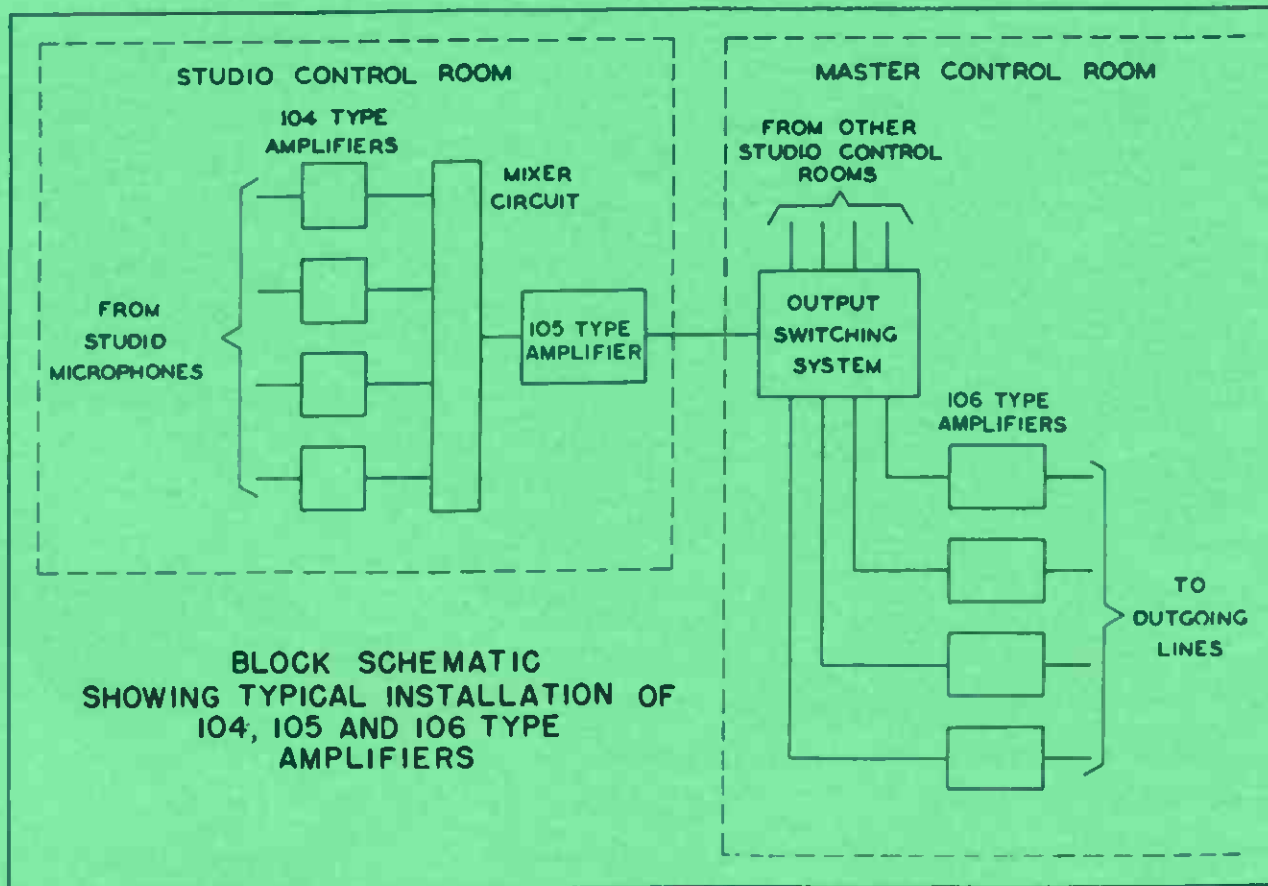 STUDIO CONTROL ROOM
104 TYPE
AMPLIFIERS
MIXER
CIRCUIT
FROM
STUDIO
MICROPHONES
105 TYPE
AMPLIFIER
MASTER CONTROL ROOM
FROM OTHER
STUDIO CONTROL
ROOMS
OUTPUT
SWITCHING
SYSTEM
106 TYPE
AMPLIFIERS
TO
OUTGOING
LINES
BLOCK SCHEMATIC
SHOWING TYPICAL INSTALLATION OF
104, 105 AND 106 TYPE
AMPLIFIERS